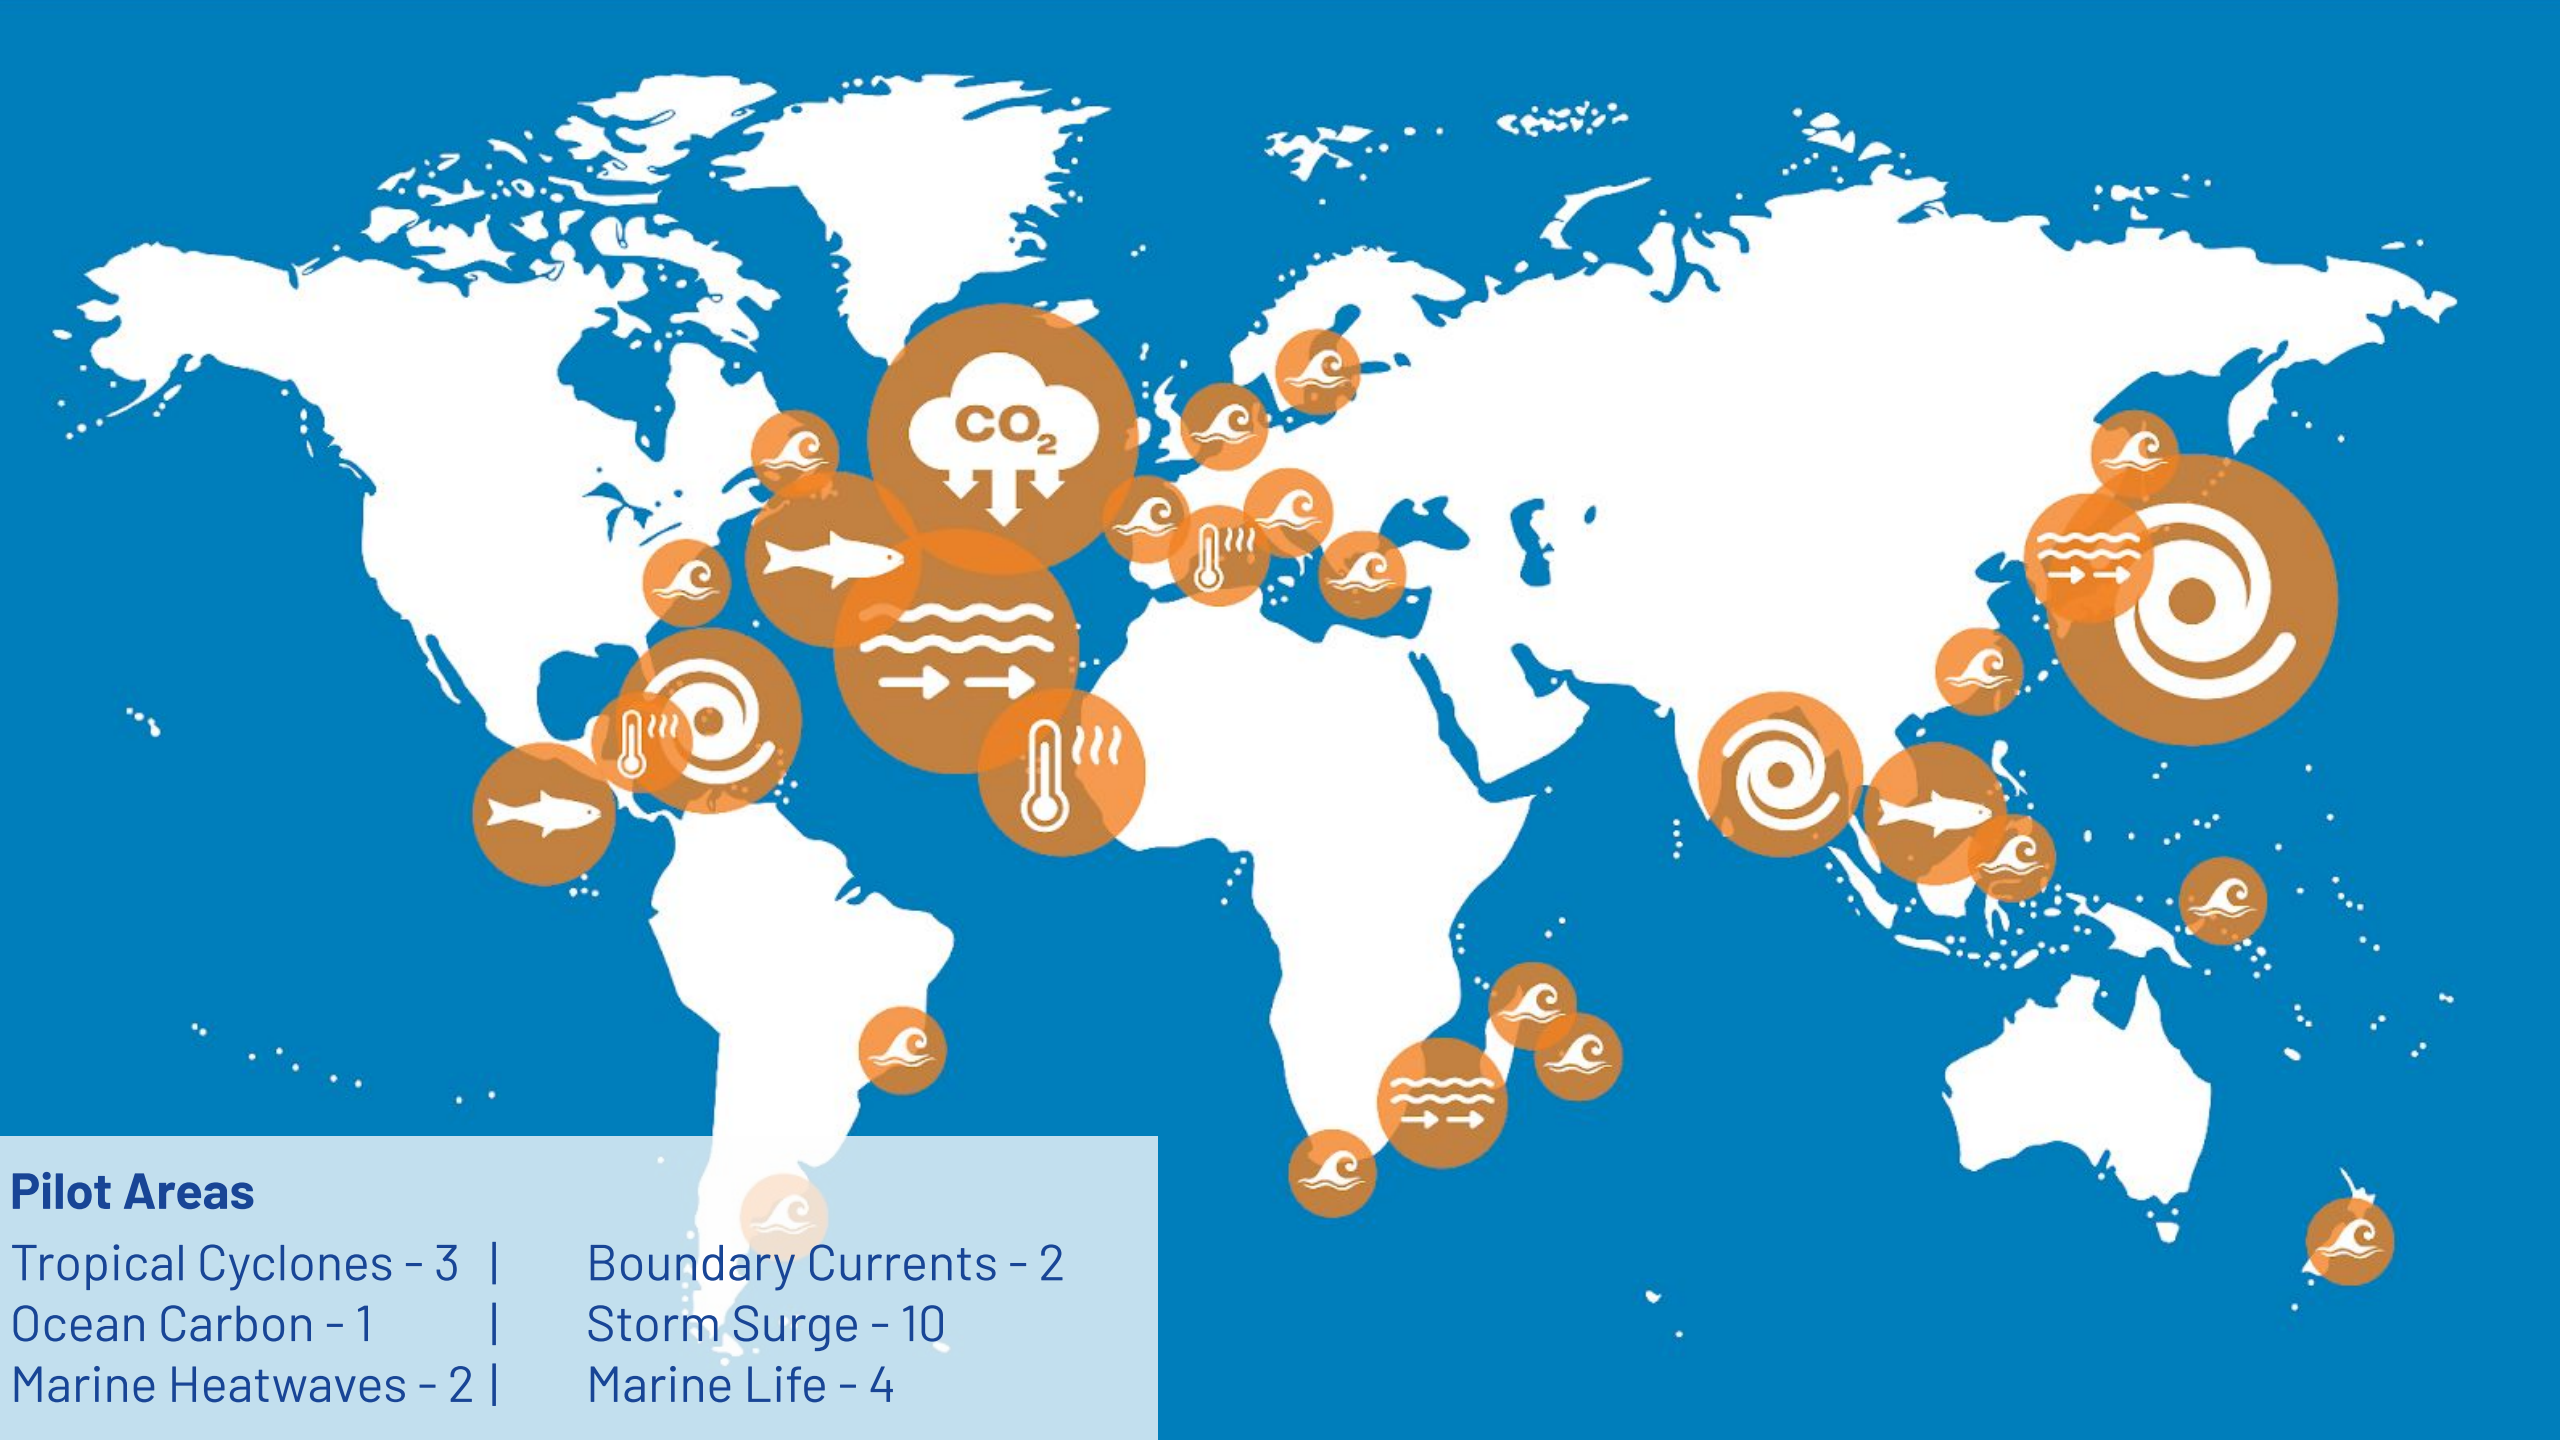 CO₂
Pilot Areas
Tropical Cyclones - 3 | Boundary Currents - 2
Ocean Carbon - 1 | Storm Surge - 10
Marine Heatwaves - 2 | Marine Life - 4